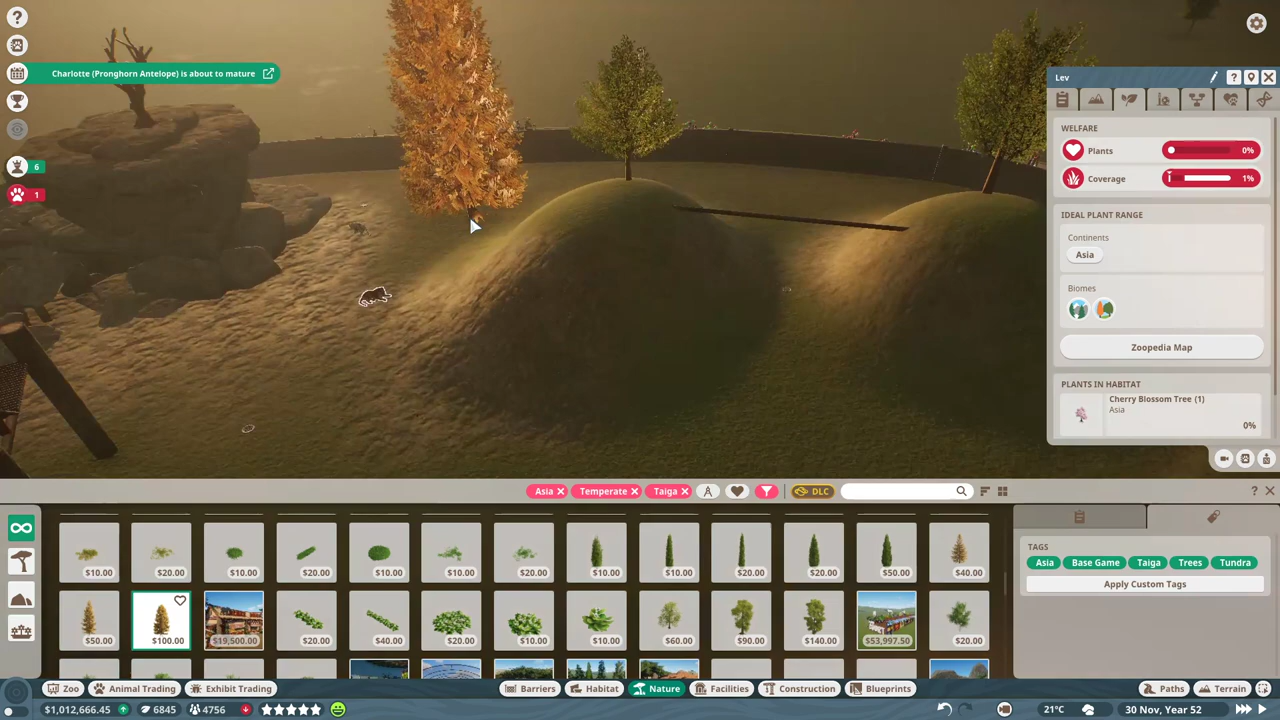 ?
Charlotte (Pronghorn Antelope) is about to mature
6
1
Lev
?
WELFARE
Plants
0%
Coverage
1%
IDEAL PLANT RANGE
Continents
Asia
Biomes
Zoopedia Map
PLANTS IN HABITAT
Cherry Blossom Tree (1)
Asia
0%
Asia ✕ Temperate ✕ Taiga ✕ DLC
?
$10.00 $20.00 $10.00 $20.00 $10.00 $10.00 $20.00 $10.00 $10.00 $20.00 $20.00 $50.00 $40.00
$50.00 $100.00 $19,500.00 $20.00 $40.00 $20.00 $10.00 $10.00 $60.00 $90.00 $140.00 $53,997.50 $20.00
TAGS
Asia Base Game Taiga Trees Tundra
Apply Custom Tags
Zoo Animal Trading Exhibit Trading Barriers Habitat Nature Facilities Construction Blueprints Paths Terrain
$1,012,666.45 6845 4756 21°C 30 Nov, Year 52